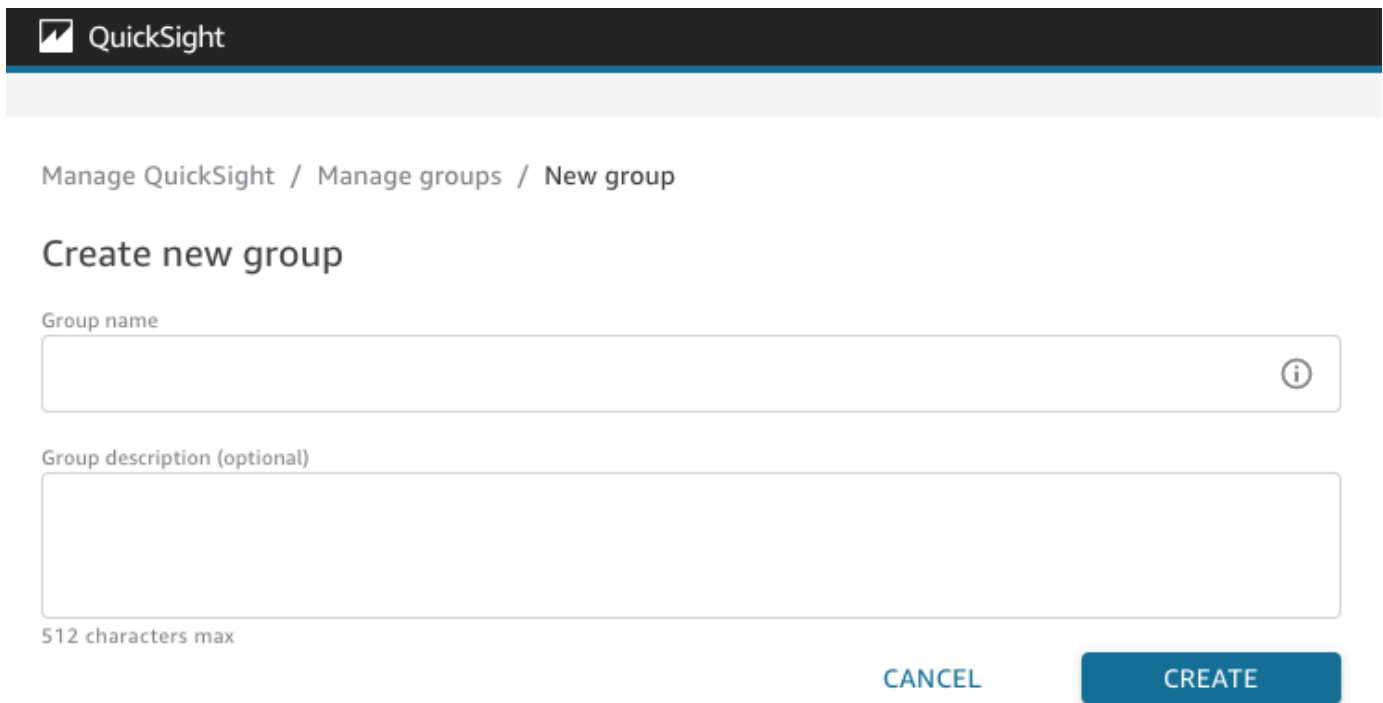 QuickSight
Manage QuickSight / Manage groups / New group
Create new group
Group name
Group description (optional)
512 characters max
CANCEL
CREATE